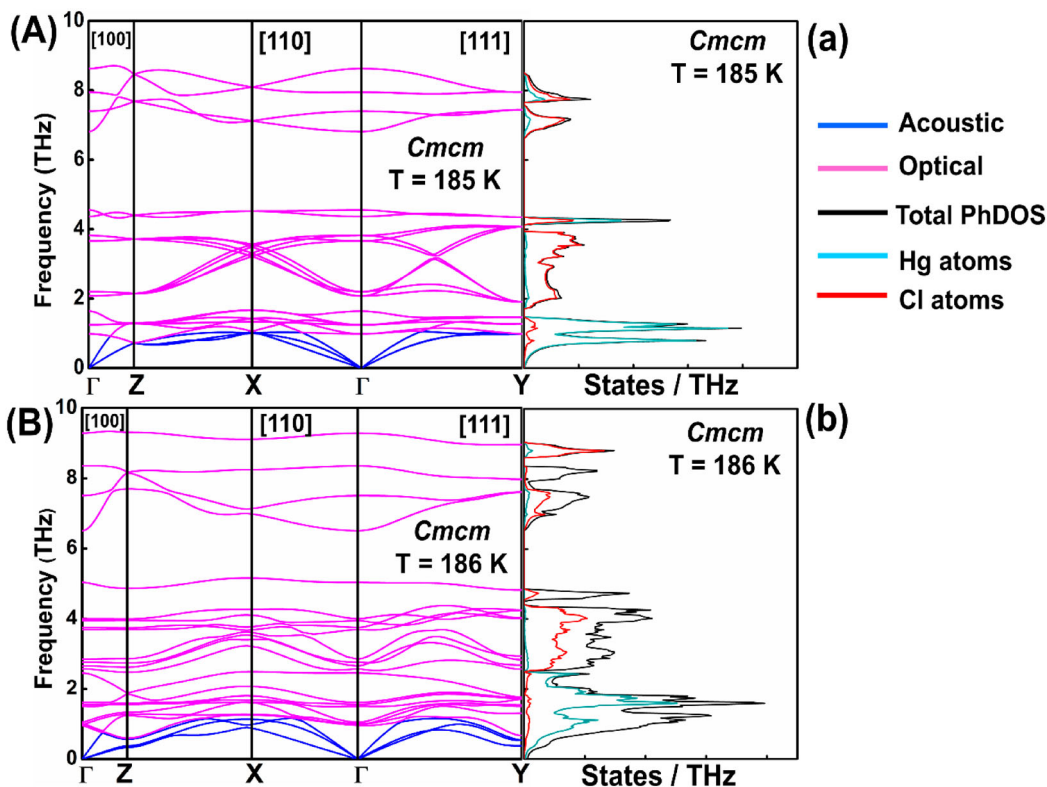 (A)
[100]
[110]
[111]
Cmcm
T = 185 K
(a)
Cmcm
T = 185 K
Frequency (THz)
10
8
6
4
2
0
Γ Z X Γ Y
States / THz
Acoustic
Optical
Total PhDOS
Hg atoms
Cl atoms
(B)
[100]
[110]
[111]
Cmcm
T = 186 K
(b)
Cmcm
T = 186 K
Frequency (THz)
10
8
6
4
2
0
Γ Z X Γ Y
States / THz